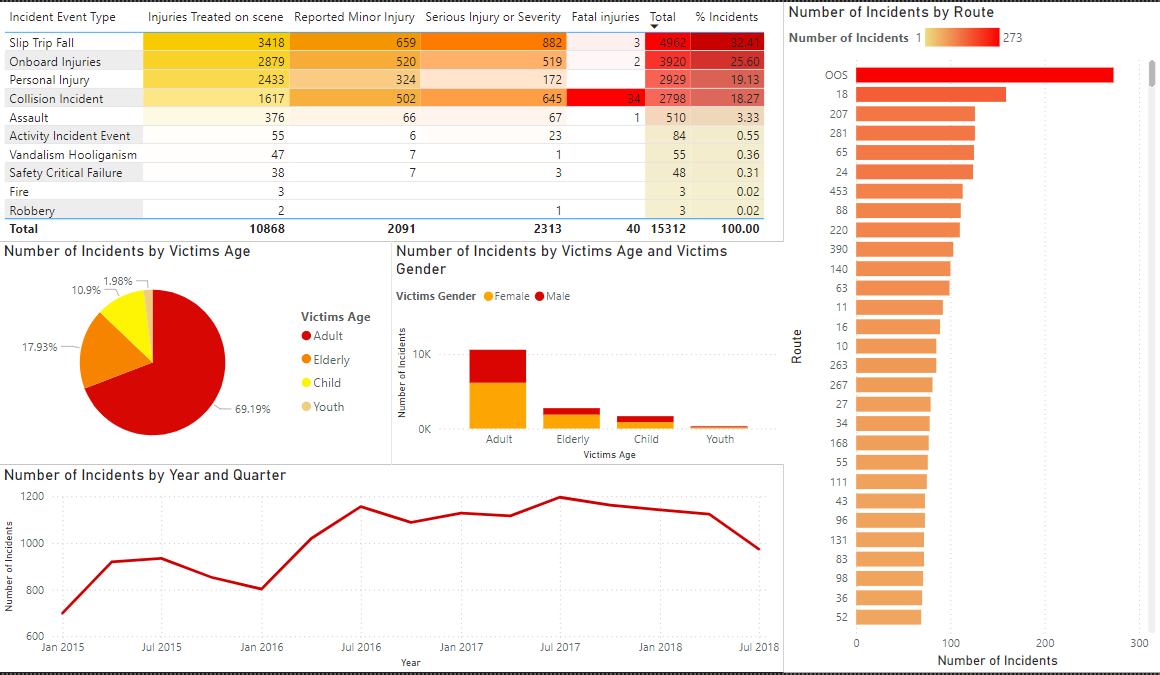 Incident Event Type Injuries Treated on scene Reported Minor Injury Serious Injury or Severity Fatal injuries Total % Incidents
Slip Trip Fall 3418 659 882 3 4962 32.41
Onboard Injuries 2879 520 519 2 3920 25.60
Personal Injury 2433 324 172 2929 19.13
Collision Incident 1617 502 645 34 2798 18.27
Assault 376 66 67 1 510 3.33
Activity Incident Event 55 6 23 84 0.55
Vandalism Hooliganism 47 7 1 55 0.36
Safety Critical Failure 38 7 3 48 0.31
Fire 3 3 0.02
Robbery 2 1 3 0.02
Total 10868 2091 2313 40 15312 100.00
Number of Incidents by Victims Age
1.98%
10.9%
17.93%
69.19%
Victims Age
Adult
Elderly
Child
Youth
Number of Incidents by Victims Age and Victims
Gender
Victims Gender Female Male
Number of Incidents
10K
0K
Adult Elderly Child Youth
Victims Age
Number of Incidents by Year and Quarter
Number of Incidents
1200
1000
800
600
Jan 2015 Jul 2015 Jan 2016 Jul 2016 Jan 2017 Jul 2017 Jan 2018 Jul 2018
Year
Number of Incidents by Route
Number of Incidents 1 273
Route
OOS
18
207
281
65
24
453
88
220
390
140
63
11
16
10
263
267
27
34
168
55
111
43
96
131
83
98
36
52
0 100 200 300
Number of Incidents